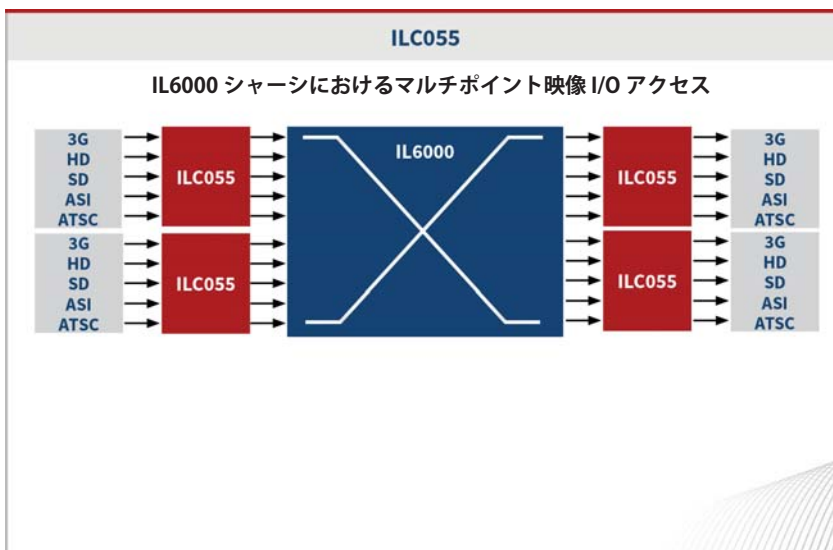 ILC055
IL6000 シャーシにおけるマルチポイント映像 I/O アクセス
3G
HD
SD
ASI
ATSC
3G
HD
SD
ASI
ATSC
ILC055
ILC055
IL6000
ILC055
ILC055
3G
HD
SD
ASI
ATSC
3G
HD
SD
ASI
ATSC